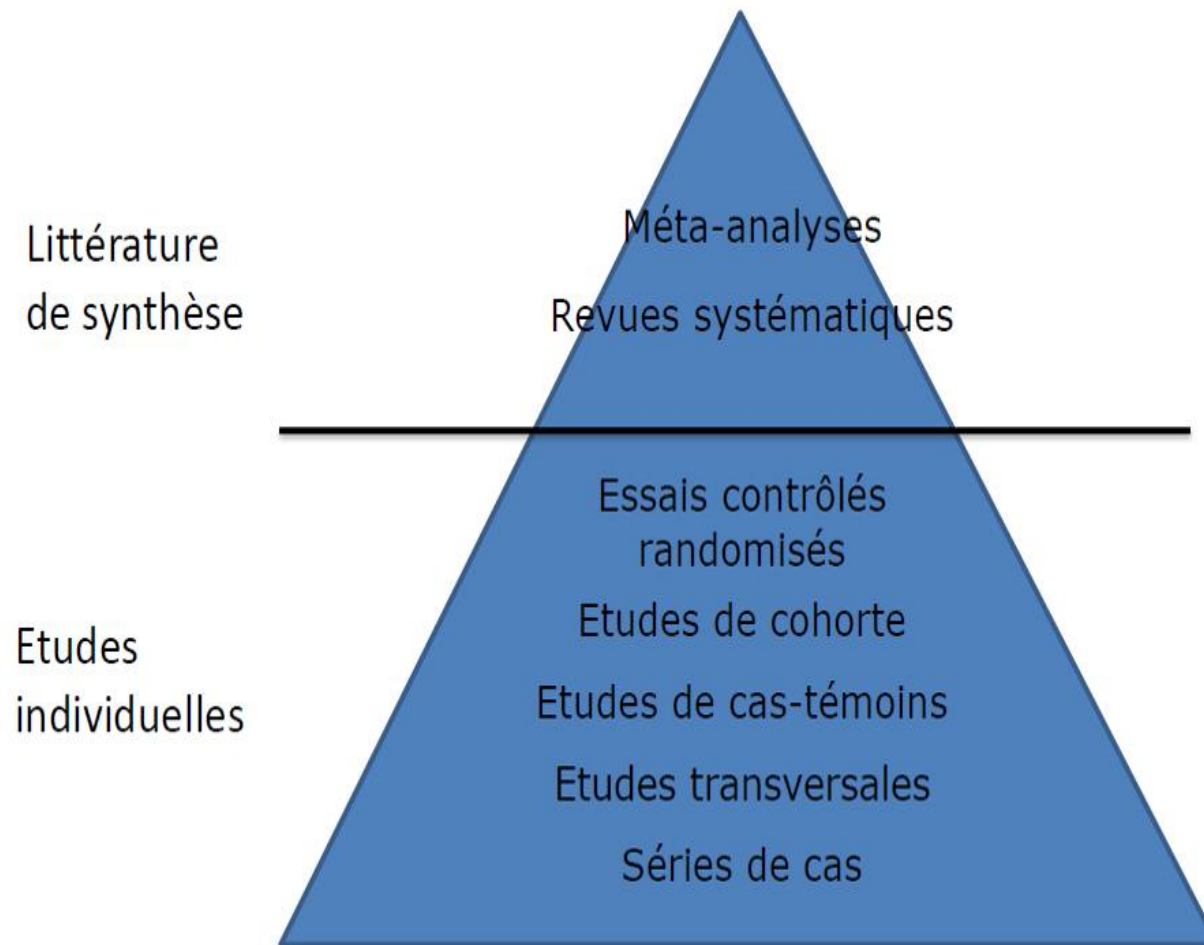 Littérature
de synthèse
Méta-analyses
Revues systématiques
Etudes
individuelles
Essais contrôlés
randomisés
Etudes de cohorte
Etudes de cas-témoins
Etudes transversales
Séries de cas